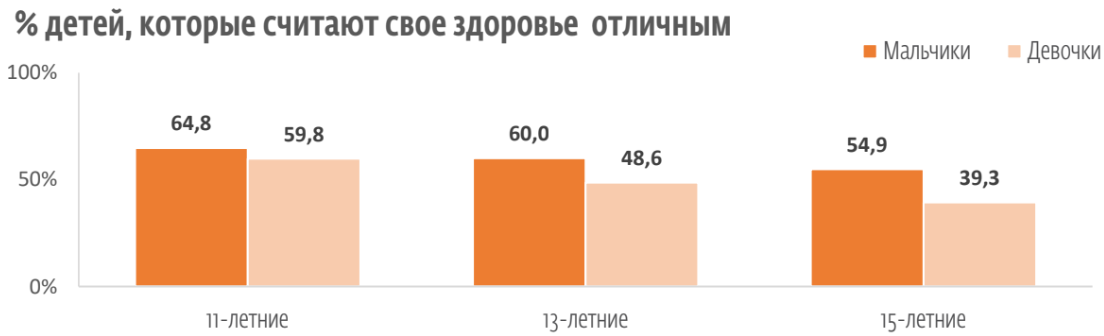 % детей, которые считают свое здоровье отличным
Мальчики Девочки
100%
64,8 59,8 60,0 48,6 54,9 39,3
50%
0%
11-летние 13-летние 15-летние